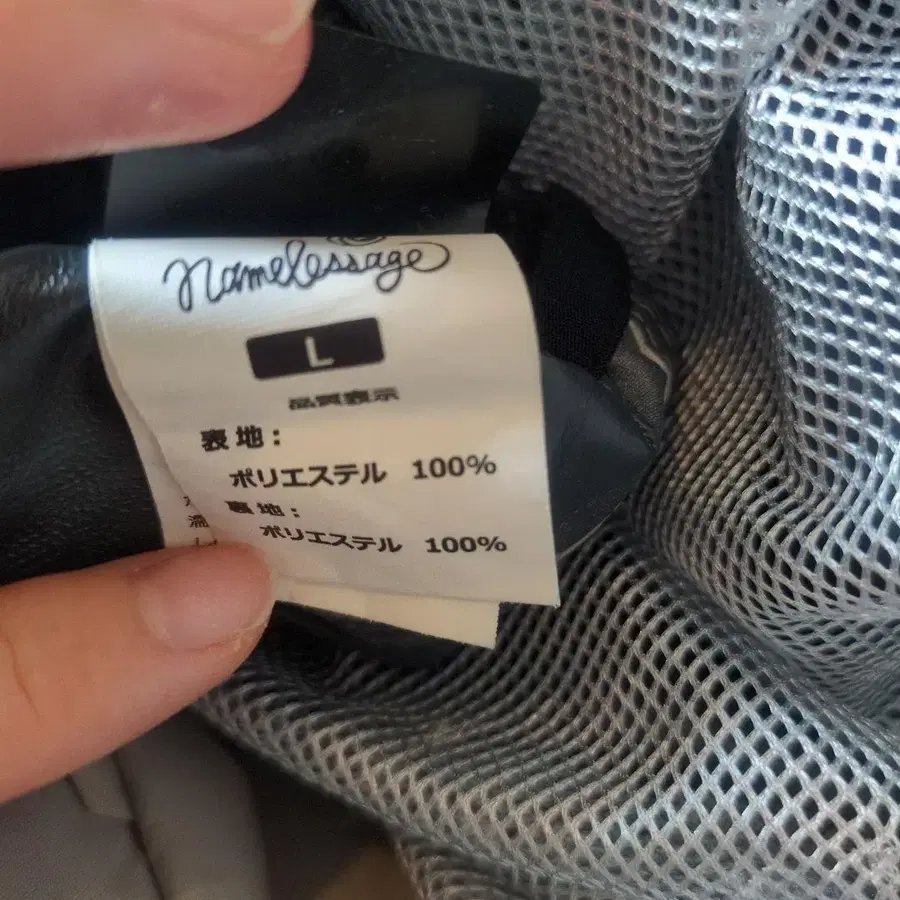 namelessage
L
品質表示
表地:
ポリエステル 100%
裏地:
ポリエステル 100%